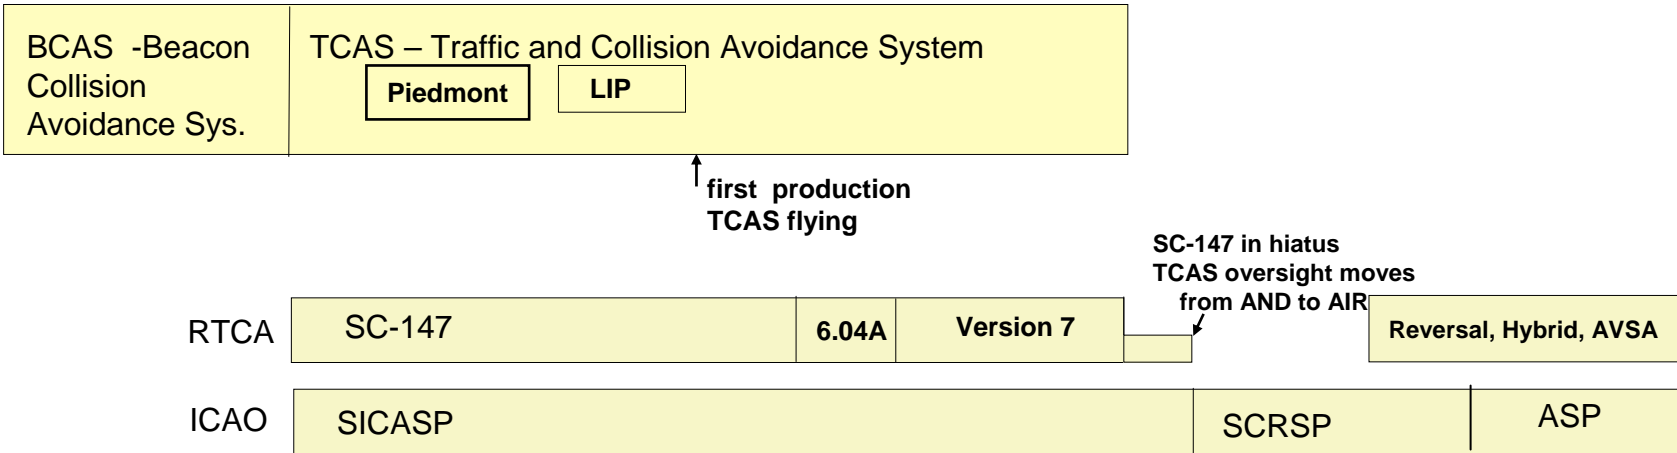 BCAS -Beacon
Collision
Avoidance Sys.
TCAS – Traffic and Collision Avoidance System
Piedmont
LIP
first production
TCAS flying
SC-147 in hiatus
TCAS oversight moves
from AND to AIR
RTCA
SC-147
6.04A
Version 7
Reversal, Hybrid, AVSA
ICAO
SICASP
SCRSP
ASP